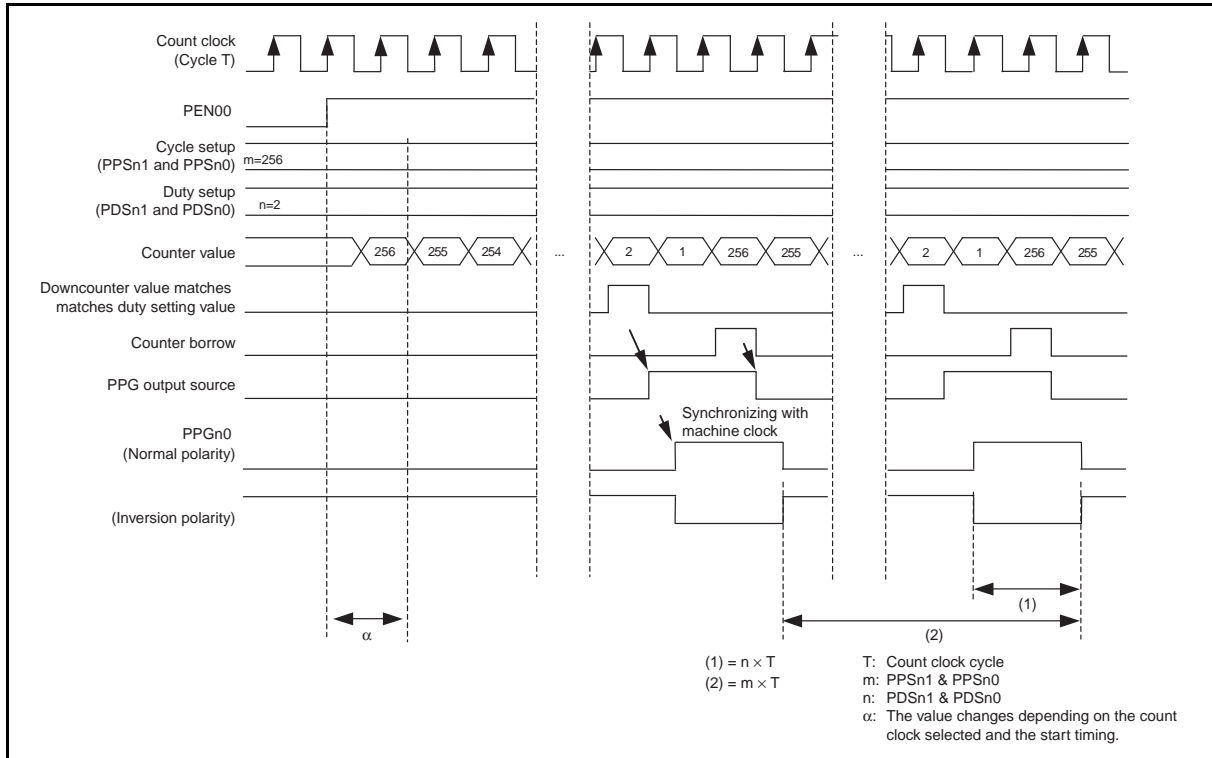 Count clock
(Cycle T)
PEN00
Cycle setup
(PPSn1 and PPSn0)
m=256
Duty setup
(PDSn1 and PDSn0)
n=2
Counter value
256 255 254 ... 2 1 256 255 ... 2 1 256 255
Downcounter value matches
matches duty setting value
Counter borrow
PPG output source
Synchronizing with
machine clock
PPGn0
(Normal polarity)
(Inversion polarity)
(1)
α
(2)
(1) = n × T
(2) = m × T
T: Count clock cycle
m: PPSn1 & PPSn0
n: PDSn1 & PDSn0
α: The value changes depending on the count
clock selected and the start timing.